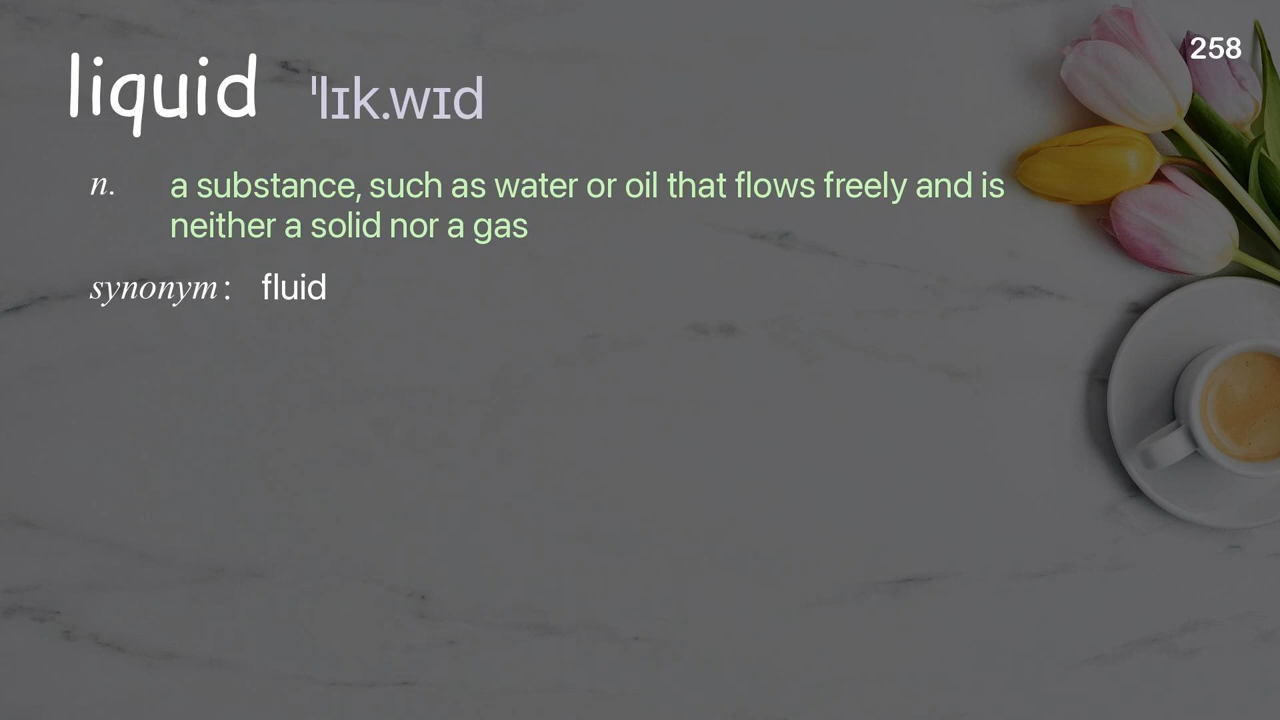 258
liquid ˈlɪk.wɪd
n. a substance, such as water or oil that flows freely and is
neither a solid nor a gas
synonym: fluid